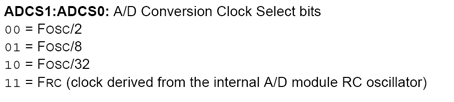 ADCS1:ADCS0: A/D Conversion Clock Select bits
00 = FOSC/2
01 = FOSC/8
10 = FOSC/32
11 = FRC (clock derived from the internal A/D module RC oscillator)